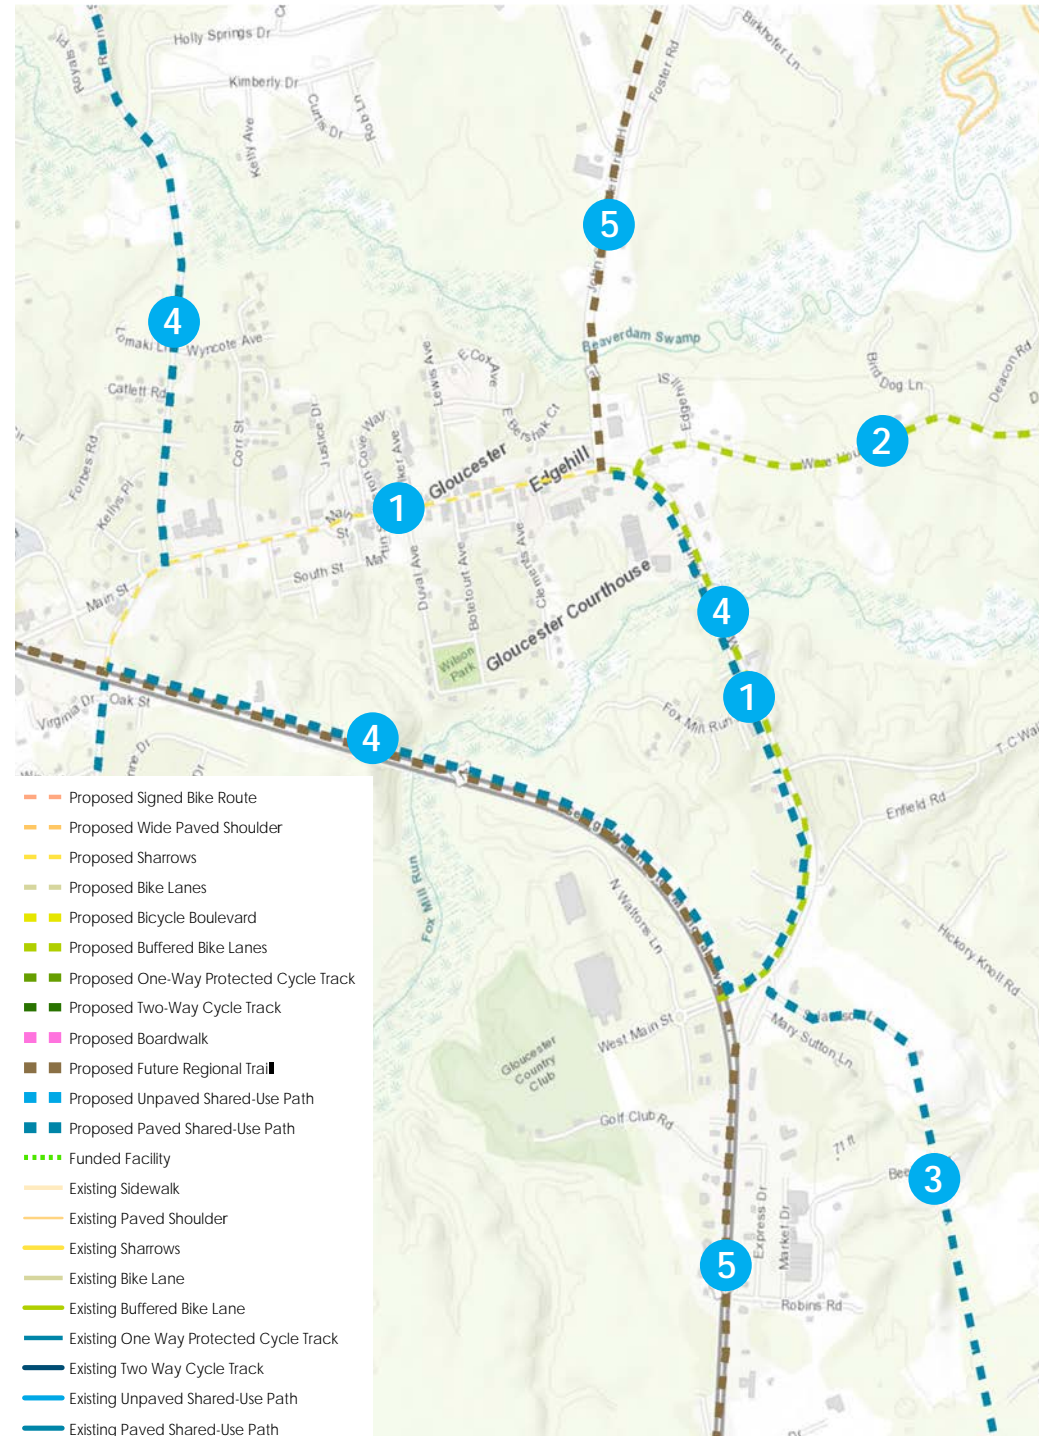 Holly Springs Dr
Royals Pl
Kimberly Dr
Curtis Dr
Rob Ln
Kelly Ave
Birkhofer Ln
Foster Rd
5
4
Wyncote Ave
Catlett Rd
Forbes Rd
Kellys Pl
Corr St
Justice Dr
Lewis Ave
E Cox Ave
Beaverdam Swamp
Edgehill
Bird Dog Ln
Deacon Rd
2
Gloucester
Edgehill
1
Main St
South St
Duval Ave
Botetourt Ave
Clements Ave
Gloucester Courthouse
Wilson
Park
4
1
Fox Mill Run
Virginia Dr
Oak St
4
Enfield Rd
Hickory Knoll Rd
Fox Mill Run
N Waltons Ln
West Main St
Mary Sutton Ln
Gloucester
Country
Club
Golf Club Rd
71 ft
3
Express Dr
Market Dr
5
Robins Rd
Proposed Signed Bike Route
Proposed Wide Paved Shoulder
Proposed Sharrows
Proposed Bike Lanes
Proposed Bicycle Boulevard
Proposed Buffered Bike Lanes
Proposed One-Way Protected Cycle Track
Proposed Two-Way Cycle Track
Proposed Boardwalk
Proposed Future Regional Trail
Proposed Unpaved Shared-Use Path
Proposed Paved Shared-Use Path
Funded Facility
Existing Sidewalk
Existing Paved Shoulder
Existing Sharrows
Existing Bike Lane
Existing Buffered Bike Lane
Existing One Way Protected Cycle Track
Existing Two Way Cycle Track
Existing Unpaved Shared-Use Path
Existing Paved Shared-Use Path